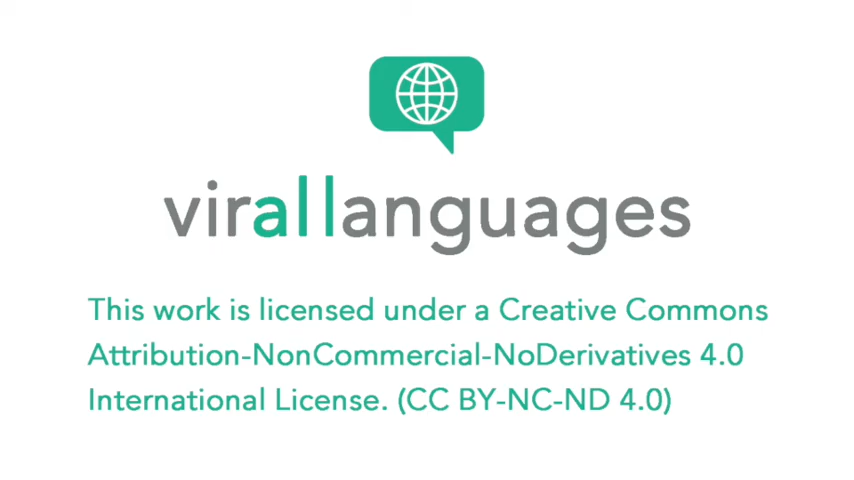 virallanguages
This work is licensed under a Creative Commons
Attribution-NonCommercial-NoDerivatives 4.0
International License. (CC BY-NC-ND 4.0)